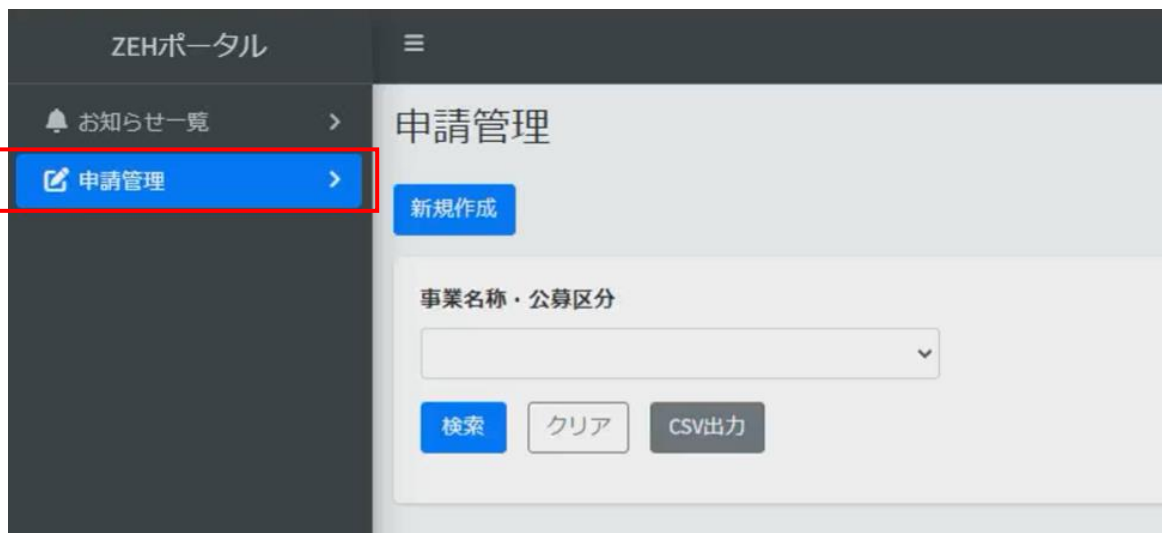 ZEHポータル
お知らせ一覧
申請管理
申請管理
新規作成
事業名称・公募区分
検索 クリア CSV出力